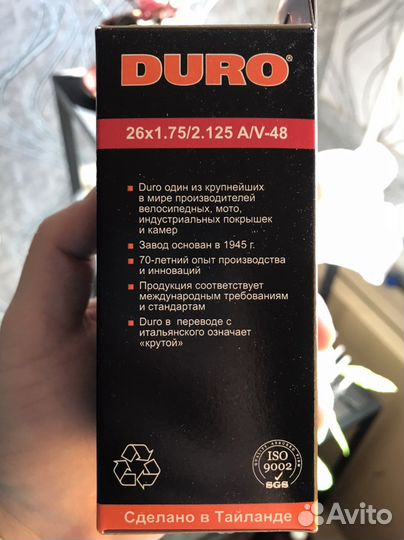 DURO®
26x1.75/2.125 A/V-48
Duro один из крупнейших
в мире производителей
велосипедных, мото,
индустриальных покрышек
и камер
Завод основан в 1945 г.
70-летний опыт производства
и инноваций
Продукция соответствует
международным требованиям
и стандартам
Duro в переводе с
итальянского означает
«крутой»
ISO
9002
SGS
Сделано в Тайланде
Avito